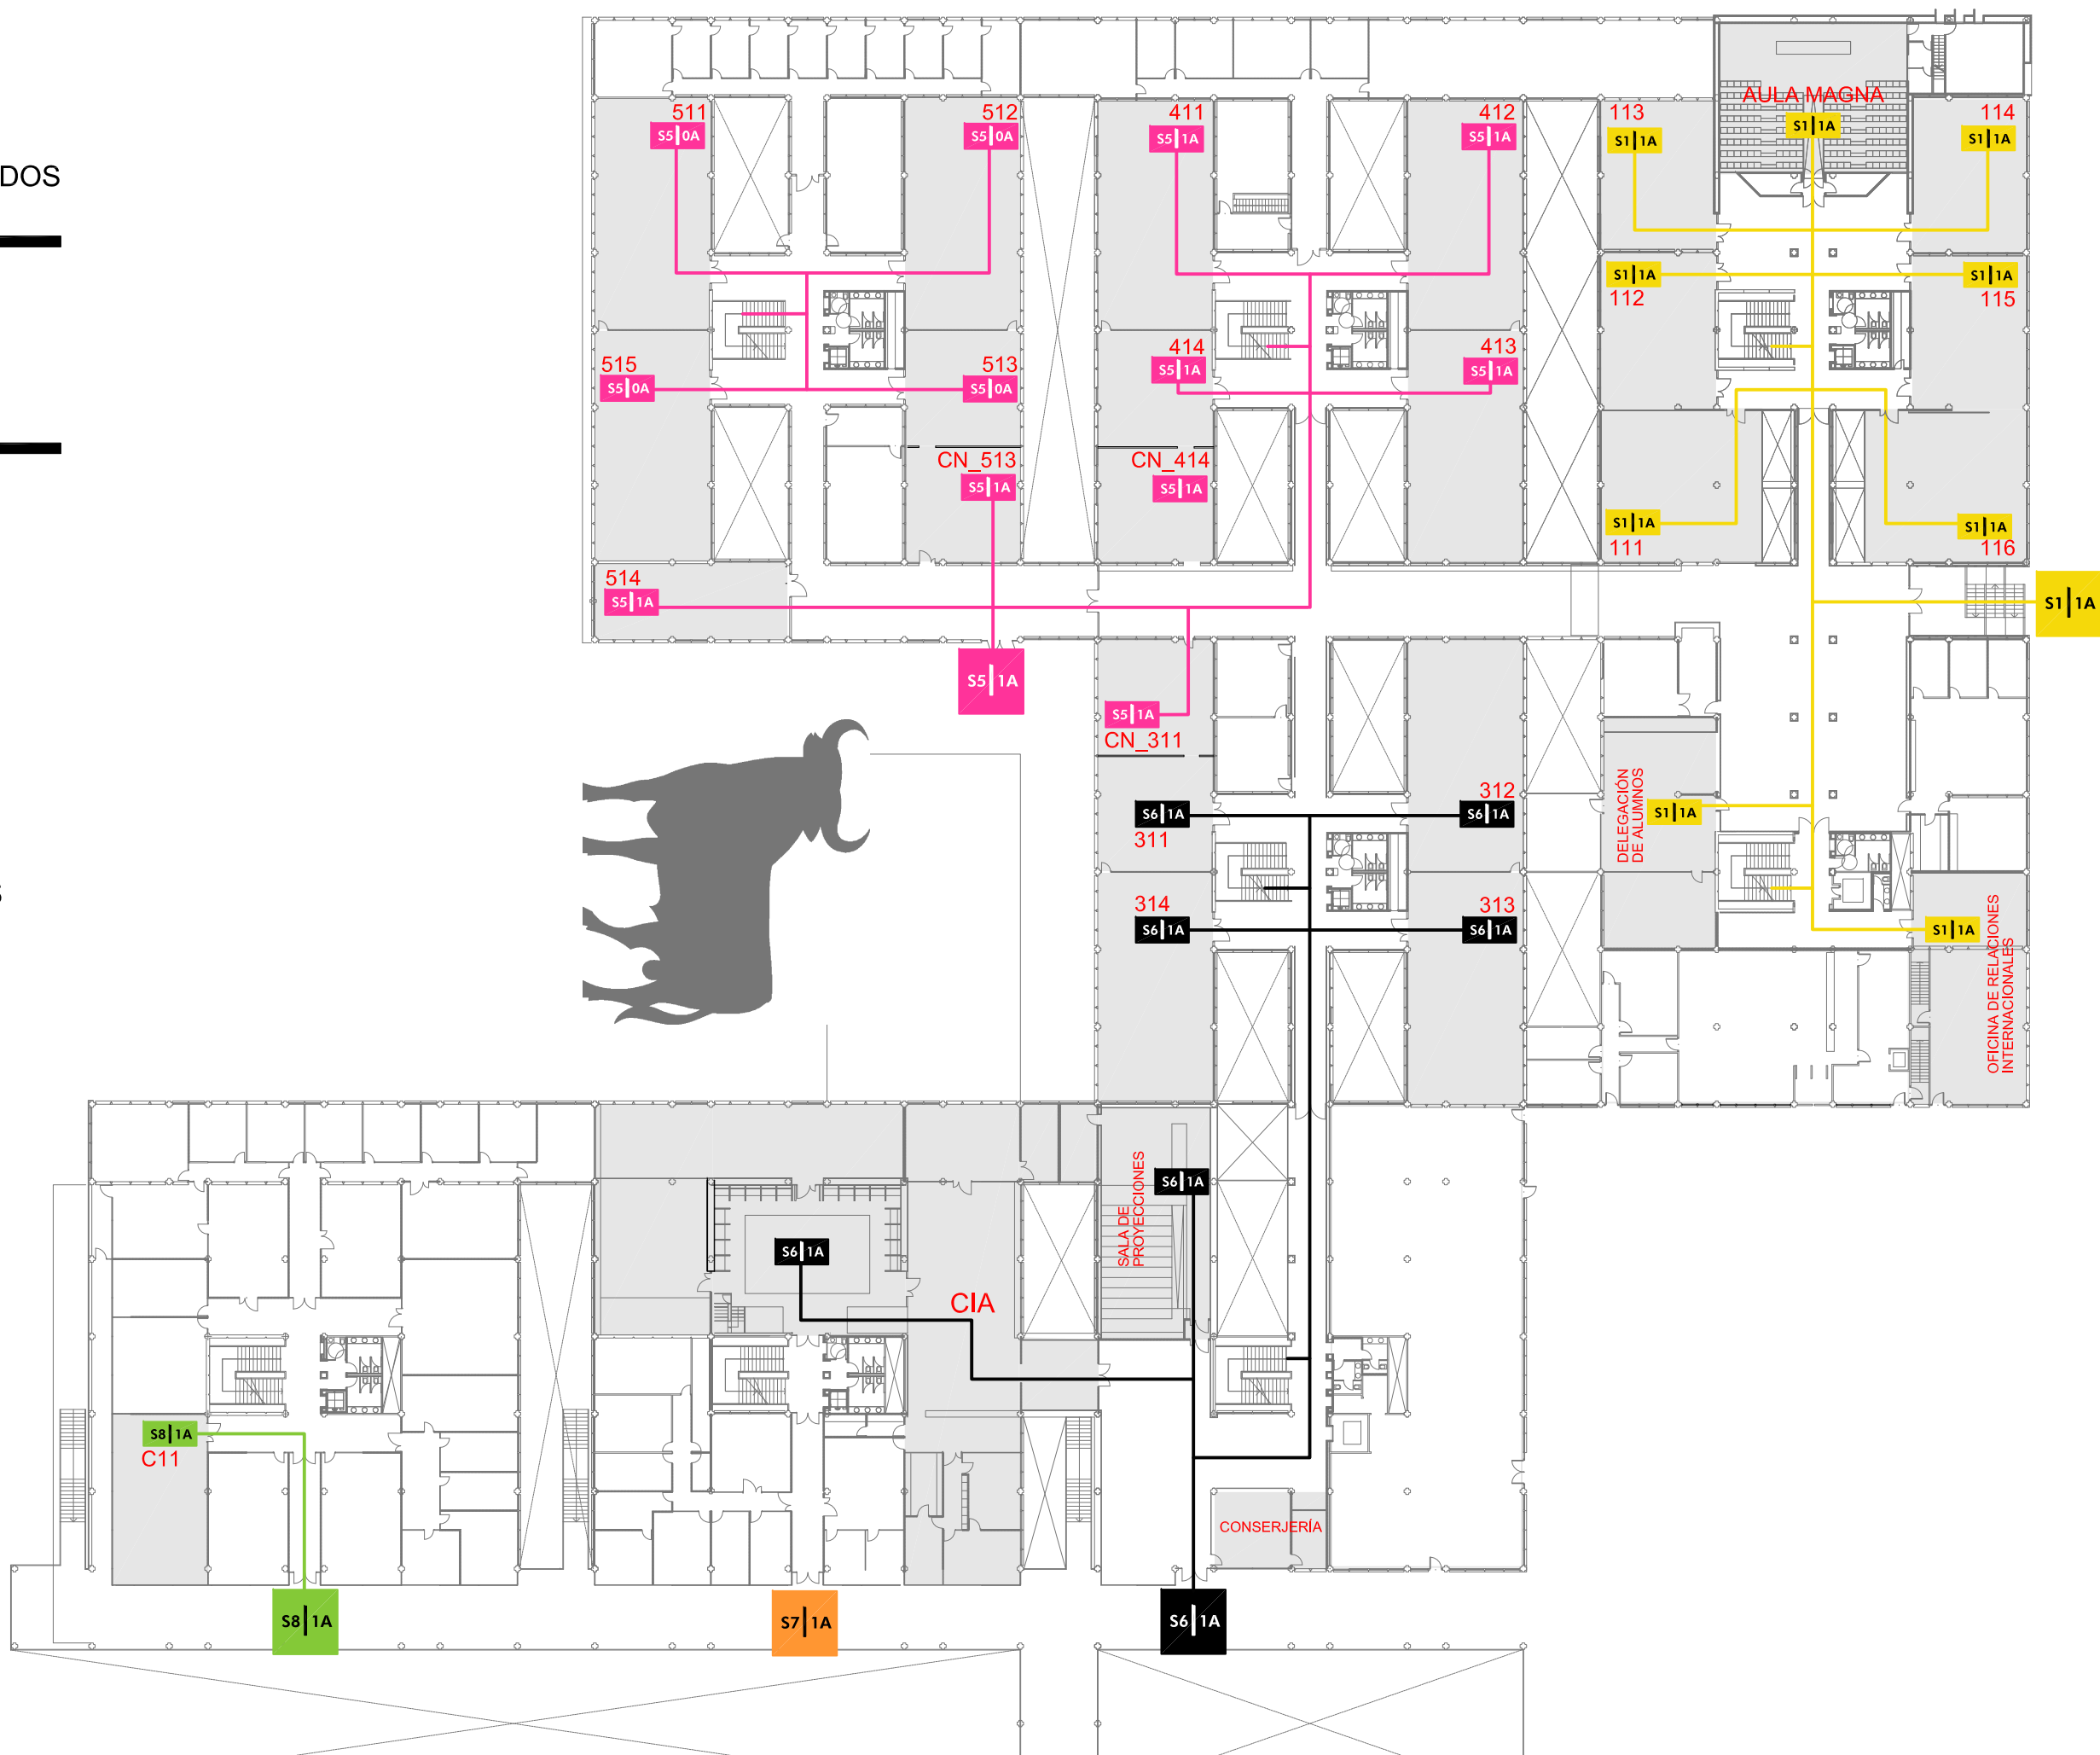 AULA MAGNA
511
512
411
412
113
114
S5 0A
S5 0A
S5 1A
S5 1A
S1 1A
S1 1A
S1 1A
DOS
S1 1A
S1 1A
112
115
414
413
515
513
S5 1A
S5 1A
S5 0A
S5 0A
CN_513
CN_414
S5 1A
S5 1A
S1 1A
S1 1A
111
116
514
S5 1A
S1 1A
S5 1A
S5 1A
CN_311
312
S6 1A
S6 1A
S1 1A
311
DELEGACIÓN
DE ALUMNOS
314
313
S6 1A
S6 1A
S1 1A
OFICINA DE RELACIONES
INTERNACIONALES
S6 1A
SALA DE
PROYECCIONES
S6 1A
CIA
S8 1A
C11
CONSERJERÍA
S8 1A
S7 1A
S6 1A